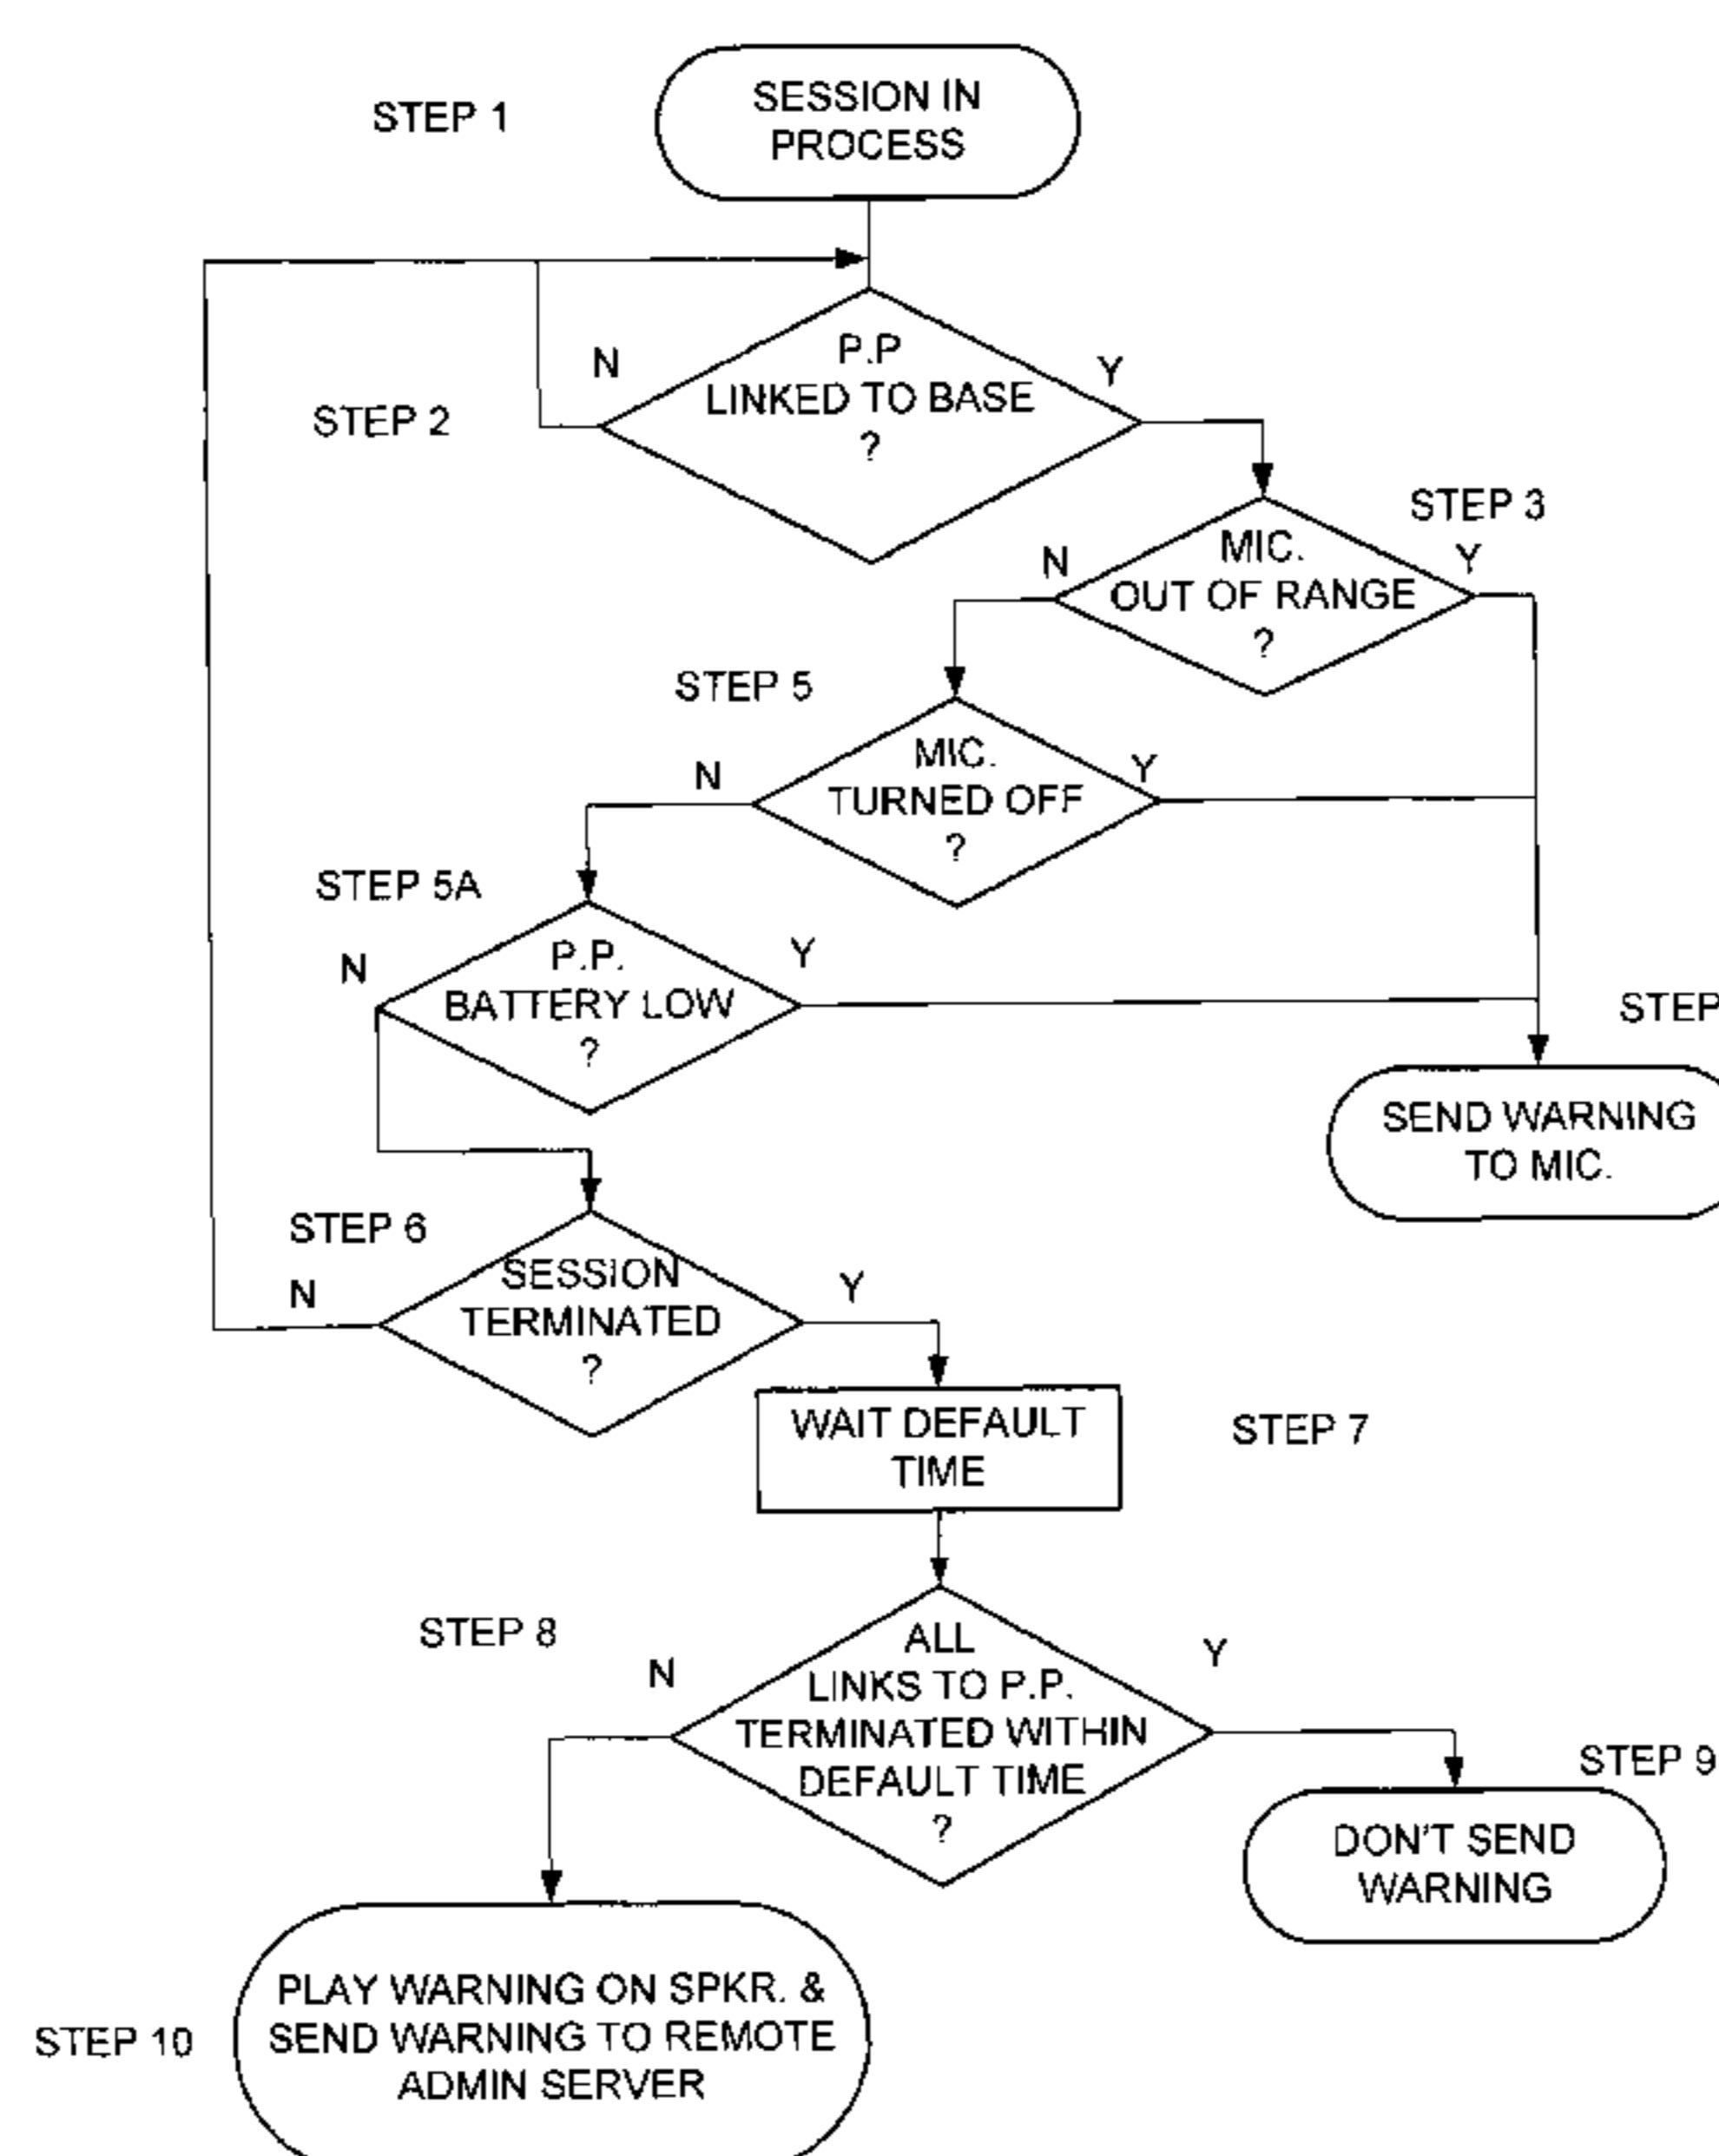 STEP 1
SESSION IN
PROCESS
N
P.P
LINKED TO BASE
?
Y
STEP 2
STEP 3
N
MIC.
OUT OF RANGE
?
Y
STEP 5
N
MIC.
TURNED OFF
?
Y
STEP 5A
N
P.P.
BATTERY LOW
?
Y
STEP
SEND WARNING
TO MIC.
STEP 6
N
SESSION
TERMINATED
?
Y
WAIT DEFAULT
TIME
STEP 7
STEP 8
N
ALL
LINKS TO P.P.
TERMINATED WITHIN
DEFAULT TIME
?
Y
STEP 9
DON'T SEND
WARNING
STEP 10
PLAY WARNING ON SPKR. &
SEND WARNING TO REMOTE
ADMIN SERVER